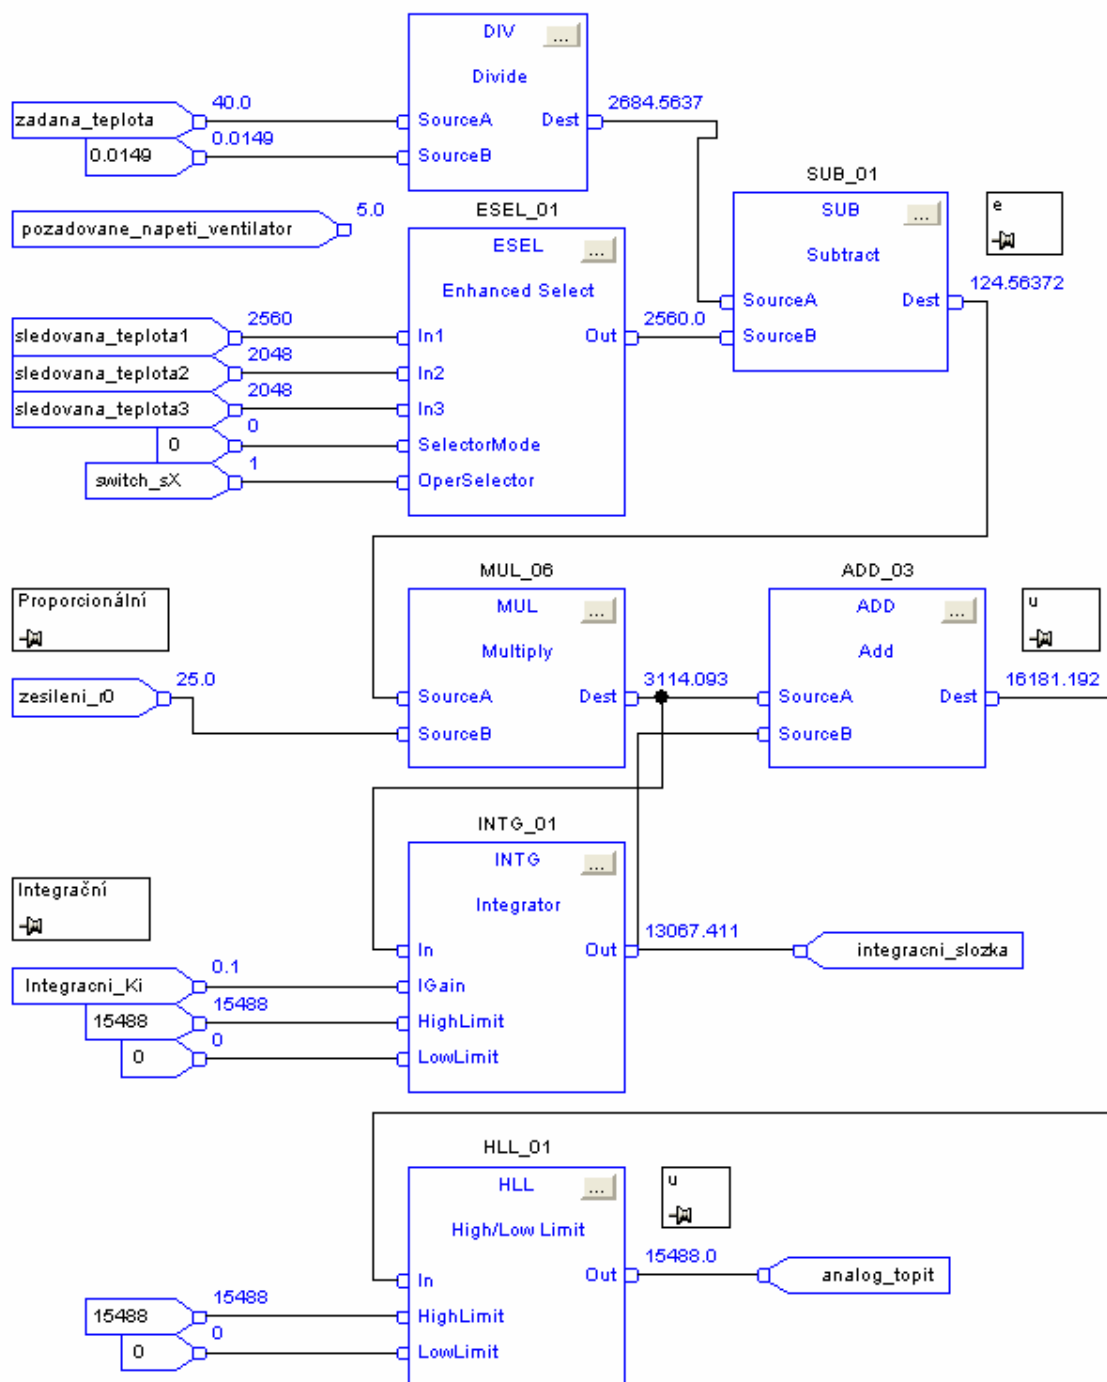 DIV
...
Divide
zadana_teplota
40.0
SourceA
Dest
2684.5637
0.0149
0.0149
SourceB
SUB_01
ESEL_01
SUB
...
e
pozadovane_napeti_ventilator
5.0
ESEL
...
Subtract
Enhanced Select
SourceA
Dest
124.56372
sledovana_teplota1
2560
In1
Out
2560.0
SourceB
sledovana_teplota2
2048
In2
sledovana_teplota3
2048
In3
0
0
SelectorMode
switch_sX
1
OperSelector
MUL_06
ADD_03
Proporcionální
MUL
...
ADD
...
u
Multiply
Add
zesileni_r0
25.0
SourceA
Dest
3114.093
SourceA
Dest
16181.192
SourceB
SourceB
INTG_01
INTG
...
Integrační
Integrator
In
Out
13067.411
integracni_slozka
Integracni_Ki
0.1
IGain
15488
15488
HighLimit
0
0
LowLimit
HLL_01
HLL
...
u
High/Low Limit
In
Out
15488.0
analog_topit
15488
15488
HighLimit
0
0
LowLimit